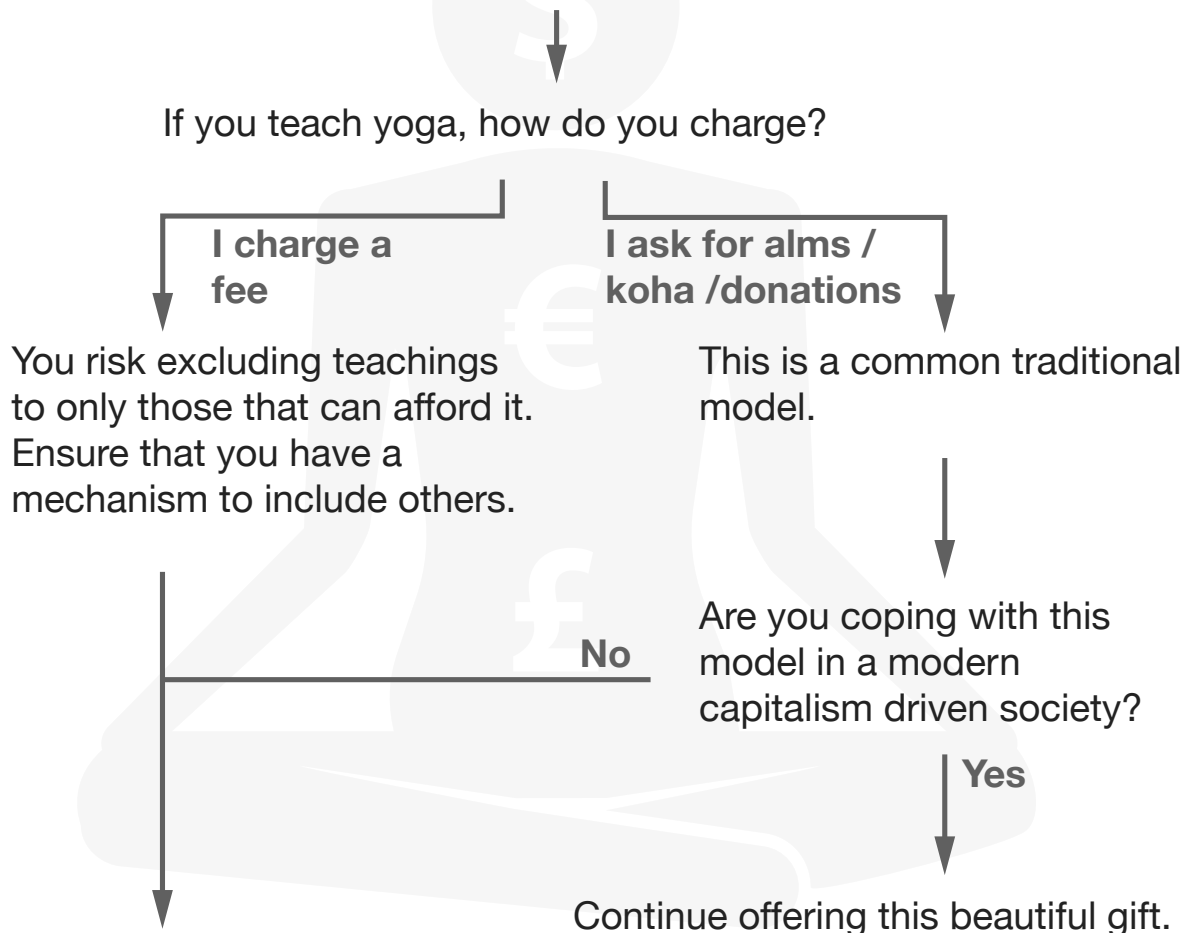 $
If you teach yoga, how do you charge?
I charge a
fee
I ask for alms /
koha /donations
€
You risk excluding teachings
to only those that can afford it.
Ensure that you have a
mechanism to include others.
This is a common traditional
model.
£
No
Are you coping with this
model in a modern
capitalism driven society?
Yes
Continue offering this beautiful gift.